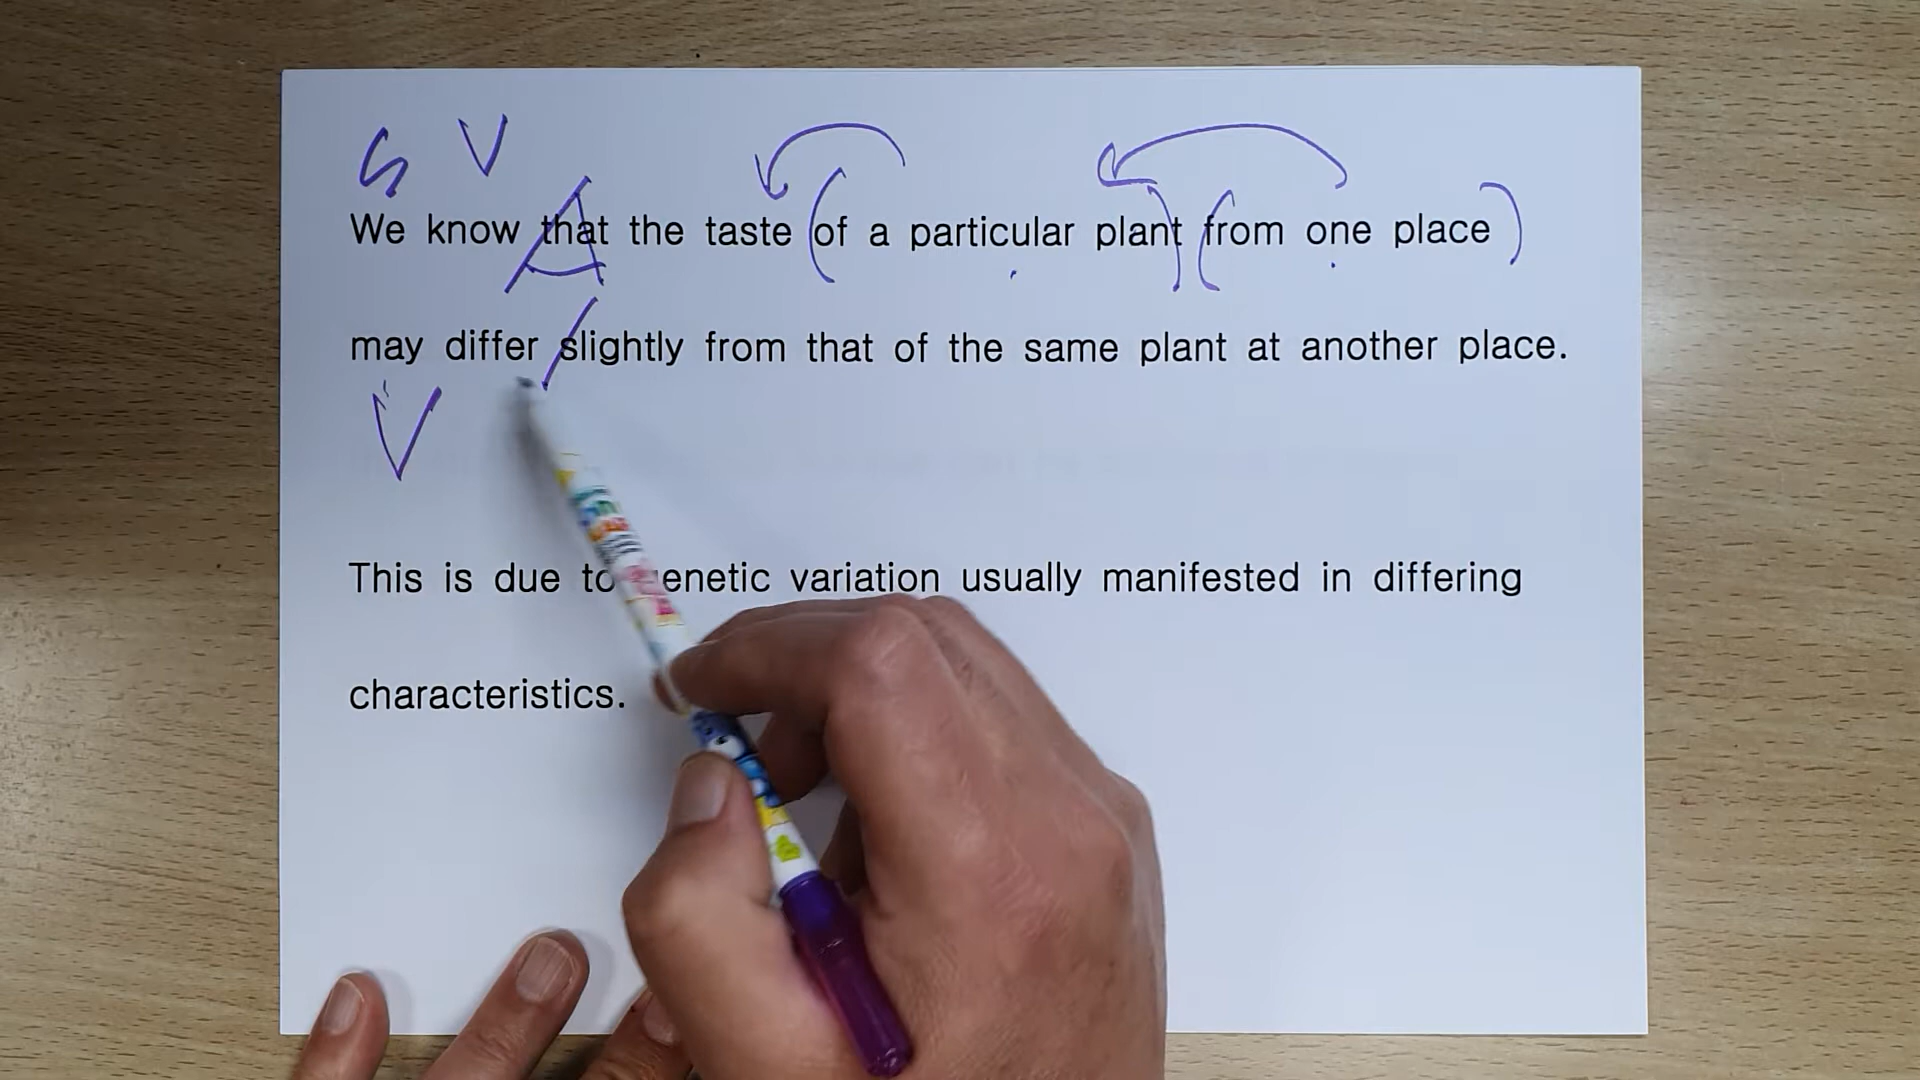 S V
We know that the taste of a particular plant from one place
may differ slightly from that of the same plant at another place.
V
This is due to genetic variation usually manifested in differing
characteristics.